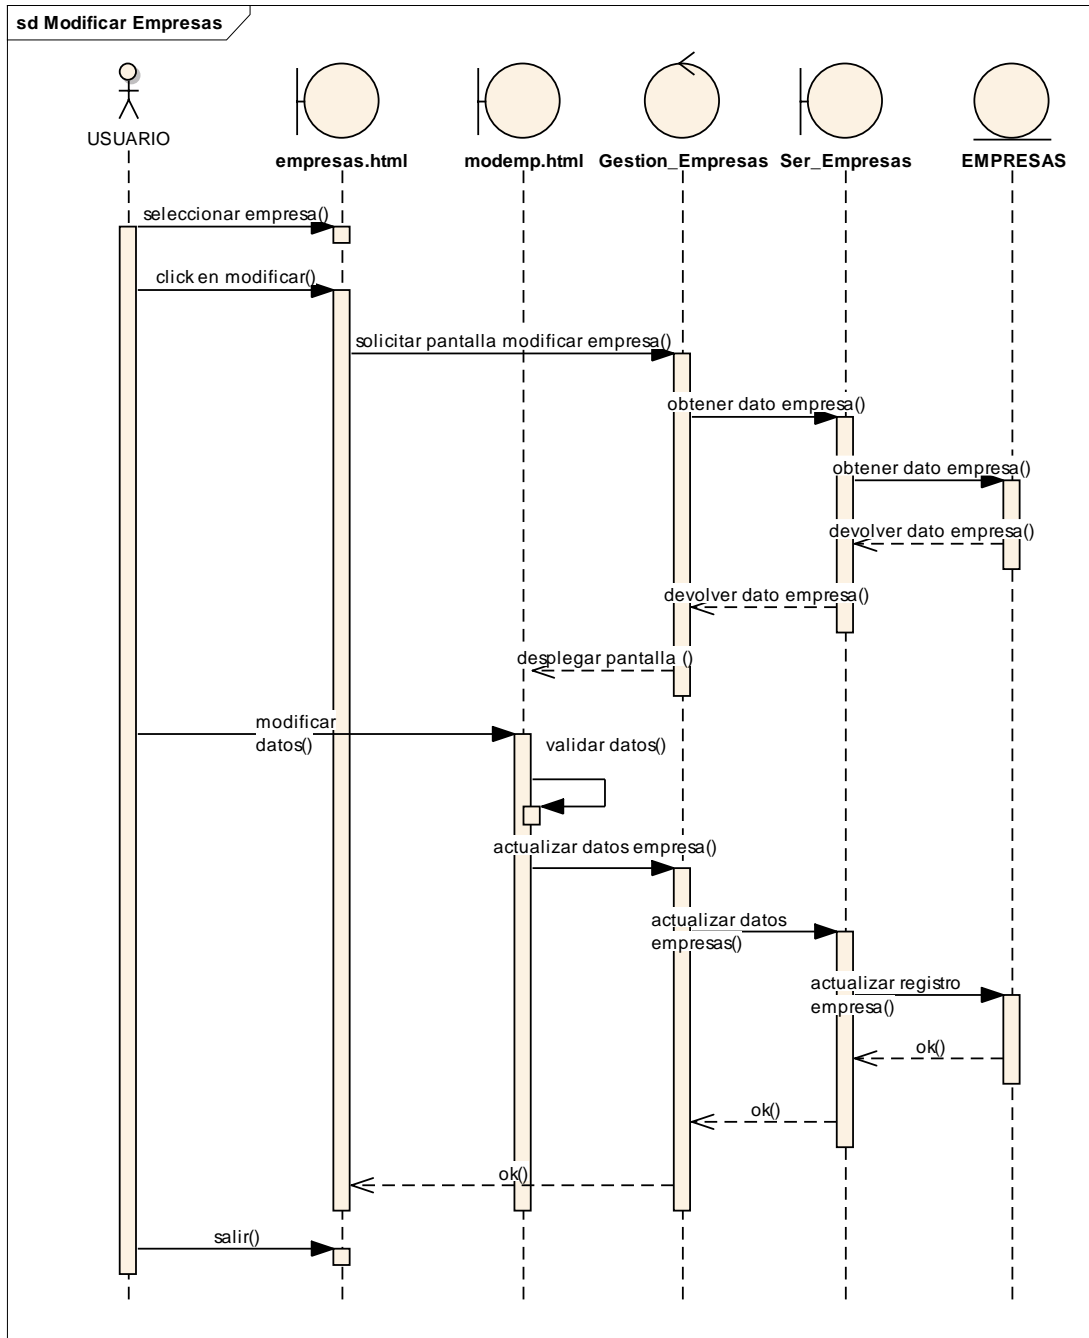 sd Modificar Empresas
USUARIO
empresas.html
modemp.html
Gestion_Empresas
Ser_Empresas
EMPRESAS
seleccionar empresa()
click en modificar()
solicitar pantalla modificar empresa()
obtener dato empresa()
obtener dato empresa()
devolver dato empresa()
devolver dato empresa()
desplegar pantalla ()
modificar
datos()
validar datos()
actualizar datos empresa()
actualizar datos
empresas()
actualizar registro
empresa()
ok()
ok()
ok()
salir()